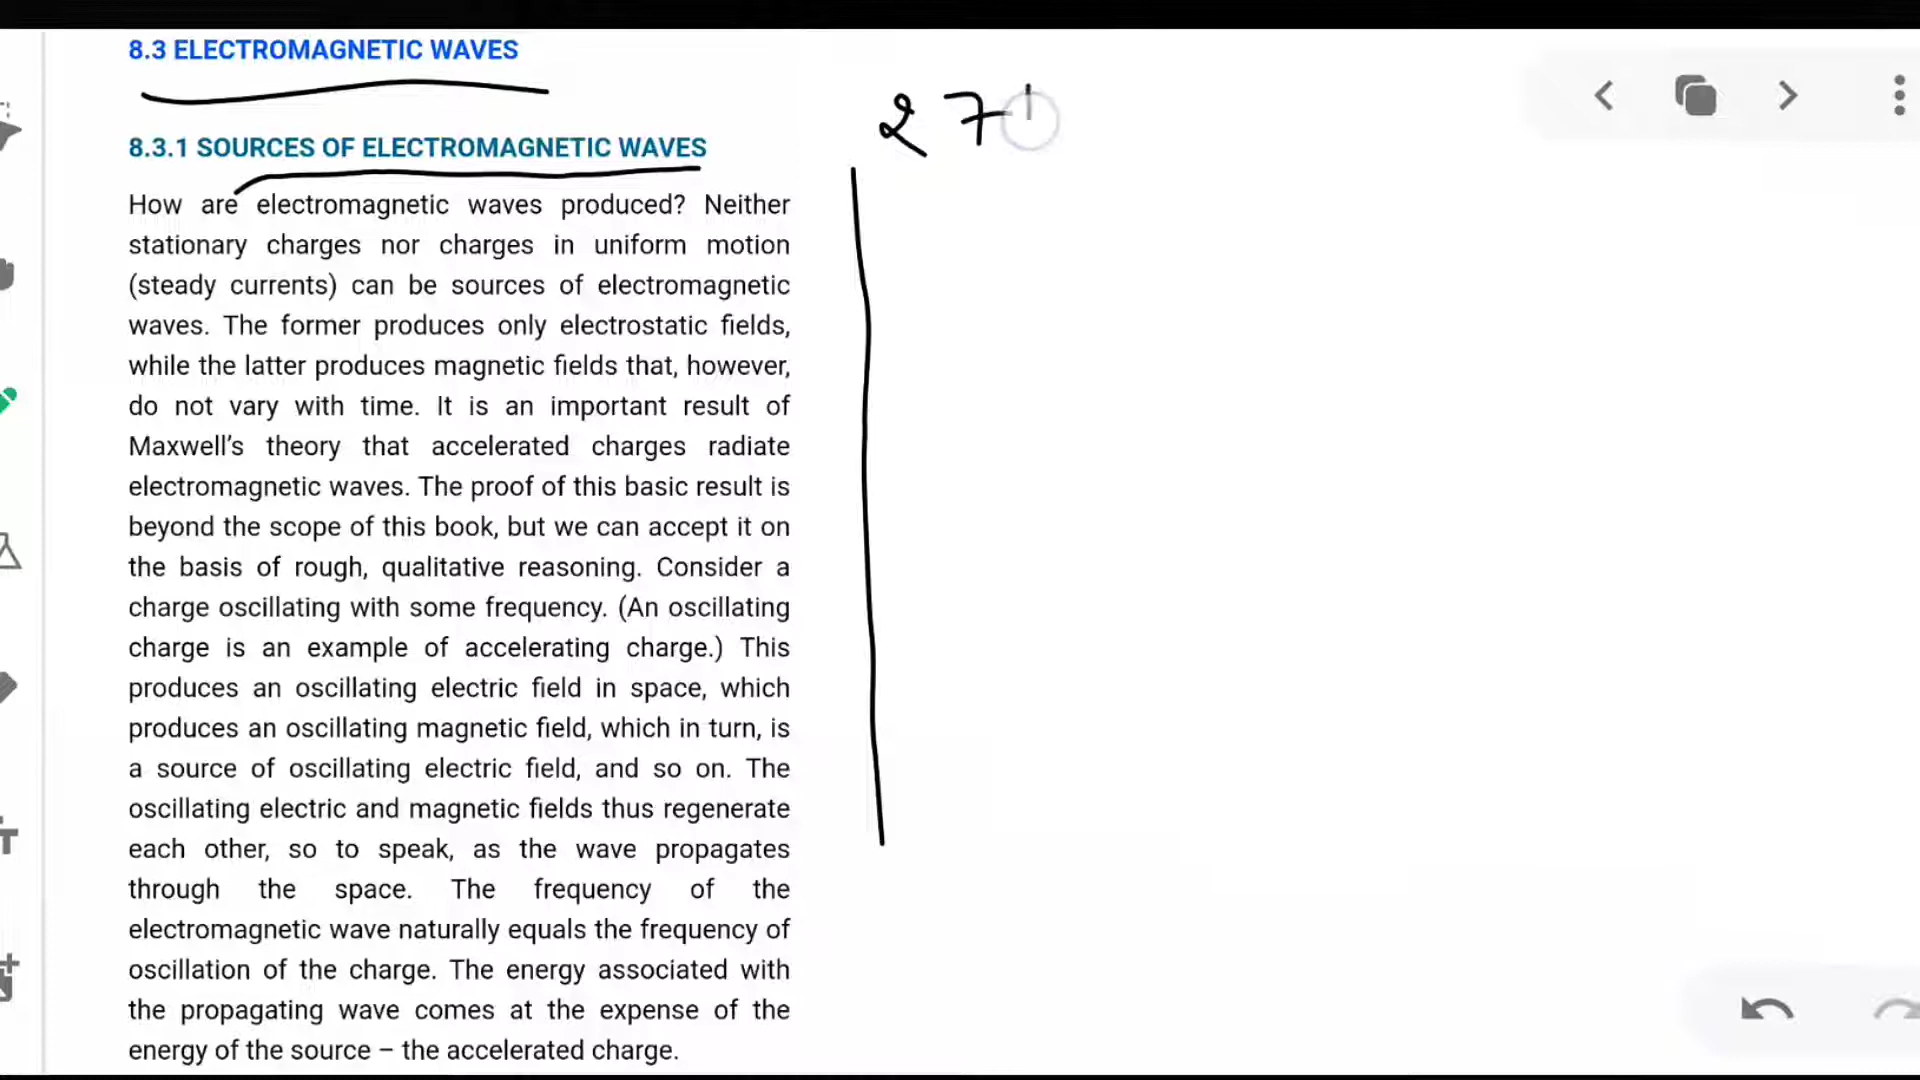 8.3 ELECTROMAGNETIC WAVES
8.3.1 SOURCES OF ELECTROMAGNETIC WAVES
How are electromagnetic waves produced? Neither
stationary charges nor charges in uniform motion
(steady currents) can be sources of electromagnetic
waves. The former produces only electrostatic fields,
while the latter produces magnetic fields that, however,
do not vary with time. It is an important result of
Maxwell's theory that accelerated charges radiate
electromagnetic waves. The proof of this basic result is
beyond the scope of this book, but we can accept it on
the basis of rough, qualitative reasoning. Consider a
charge oscillating with some frequency. (An oscillating
charge is an example of accelerating charge.) This
produces an oscillating electric field in space, which
produces an oscillating magnetic field, which in turn, is
a source of oscillating electric field, and so on. The
oscillating electric and magnetic fields thus regenerate
each other, so to speak, as the wave propagates
through the space. The frequency of the
electromagnetic wave naturally equals the frequency of
oscillation of the charge. The energy associated with
the propagating wave comes at the expense of the
energy of the source – the accelerated charge.